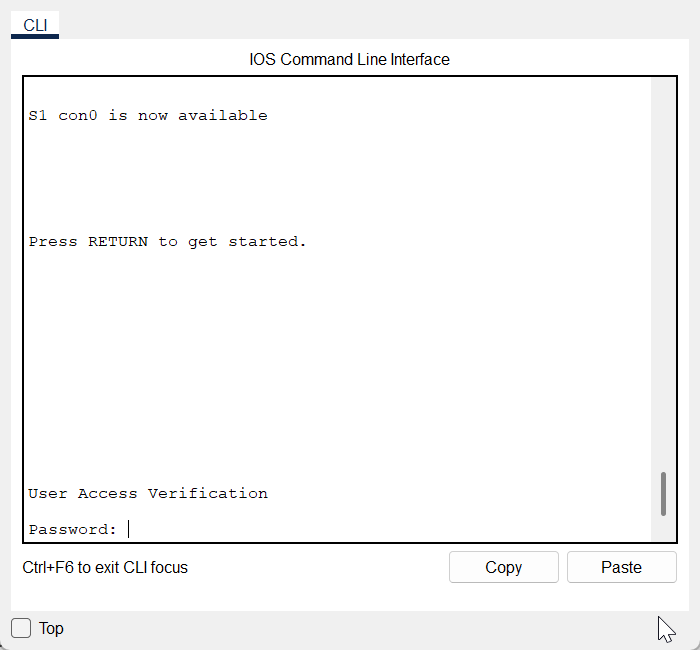 CLI
IOS Command Line Interface
S1 con0 is now available
Press RETURN to get started.
User Access Verification
Password:
Ctrl+F6 to exit CLI focus
Copy
Paste
Top